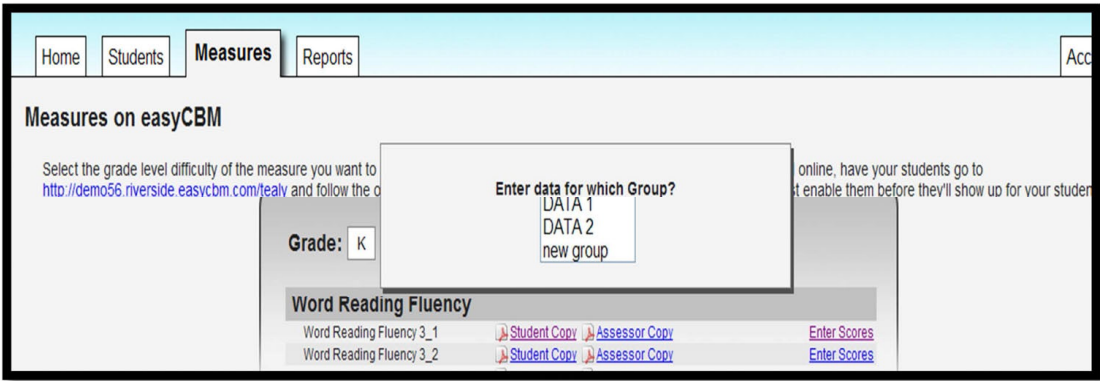 Home Students Measures Reports Acc
Measures on easyCBM
Select the grade level difficulty of the measure you want to online, have your students go to
http://demo56.riverside.easycbm.com/tealy and follow the o t enable them before they'll show up for your studen
Enter data for which Group?
DATA 1
DATA 2
new group
Grade: K
Word Reading Fluency
Word Reading Fluency 3_1 Student Copy Assessor Copy Enter Scores
Word Reading Fluency 3_2 Student Copy Assessor Copy Enter Scores